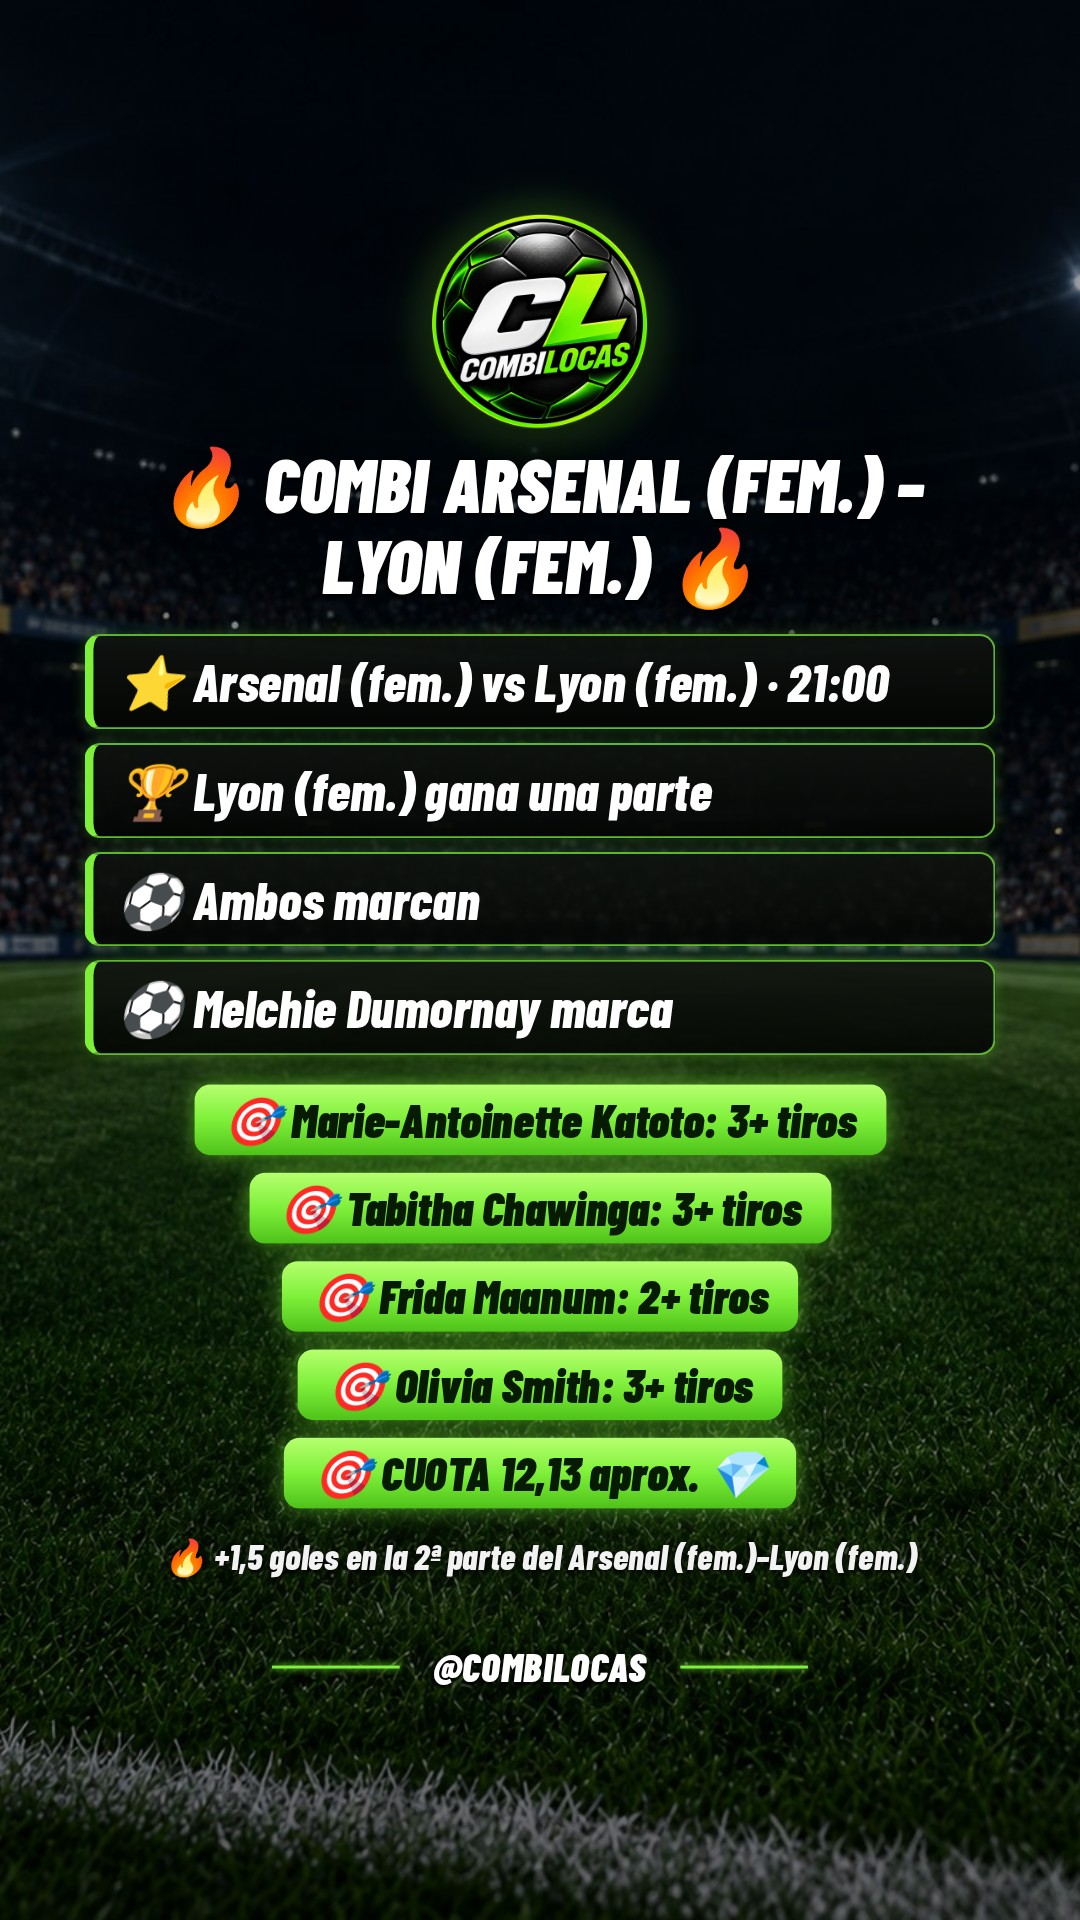 CL
COMBILOCAS
🔥 COMBI ARSENAL (FEM.) -
LYON (FEM.) 🔥
⭐ Arsenal (fem.) vs Lyon (fem.) · 21:00
🏆 Lyon (fem.) gana una parte
⚽ Ambos marcan
⚽ Melchie Dumornay marca
🎯 Marie-Antoinette Katoto: 3+ tiros
🎯 Tabitha Chawinga: 3+ tiros
🎯 Frida Maanum: 2+ tiros
🎯 Olivia Smith: 3+ tiros
🎯 CUOTA 12,13 aprox. 💎
🔥 +1,5 goles en la 2ª parte del Arsenal (fem.)-Lyon (fem.)
@COMBILOCAS